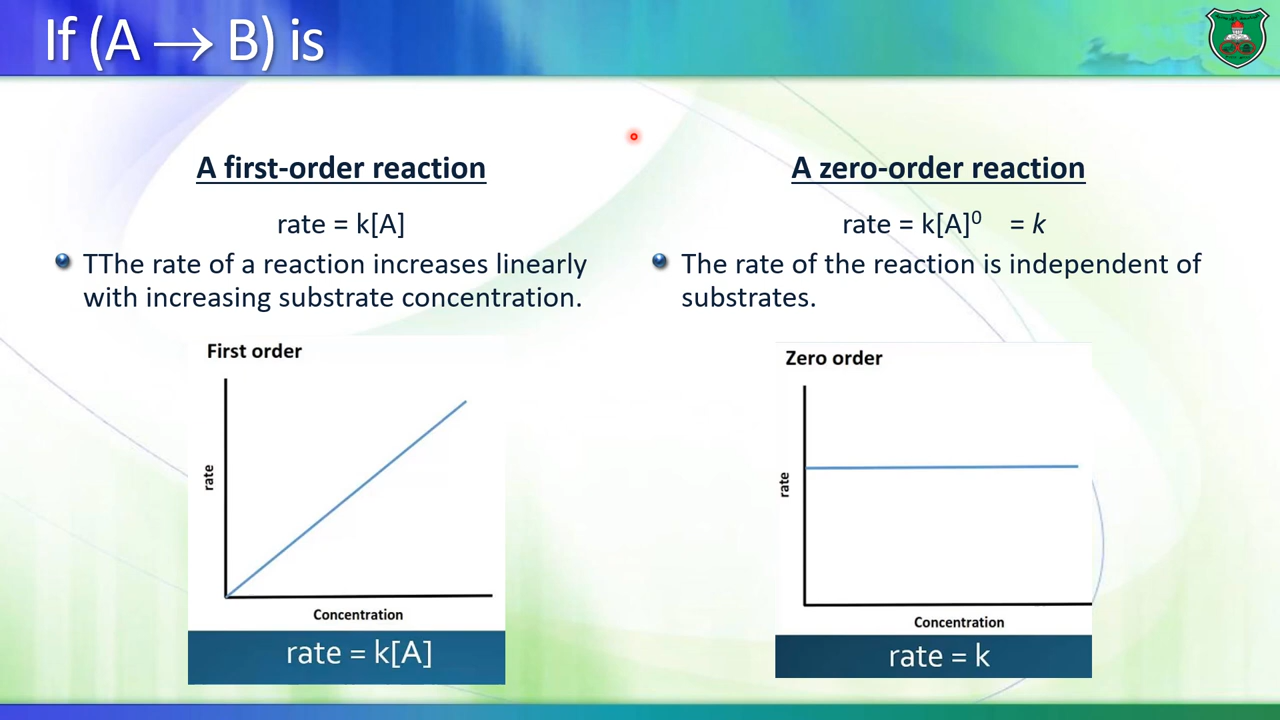 If (A → B) is
A first-order reaction
rate = k[A]
TThe rate of a reaction increases linearly
with increasing substrate concentration.
First order
rate
Concentration
rate = k[A]
A zero-order reaction
rate = k[A]⁰ = k
The rate of the reaction is independent of
substrates.
Zero order
rate
Concentration
rate = k